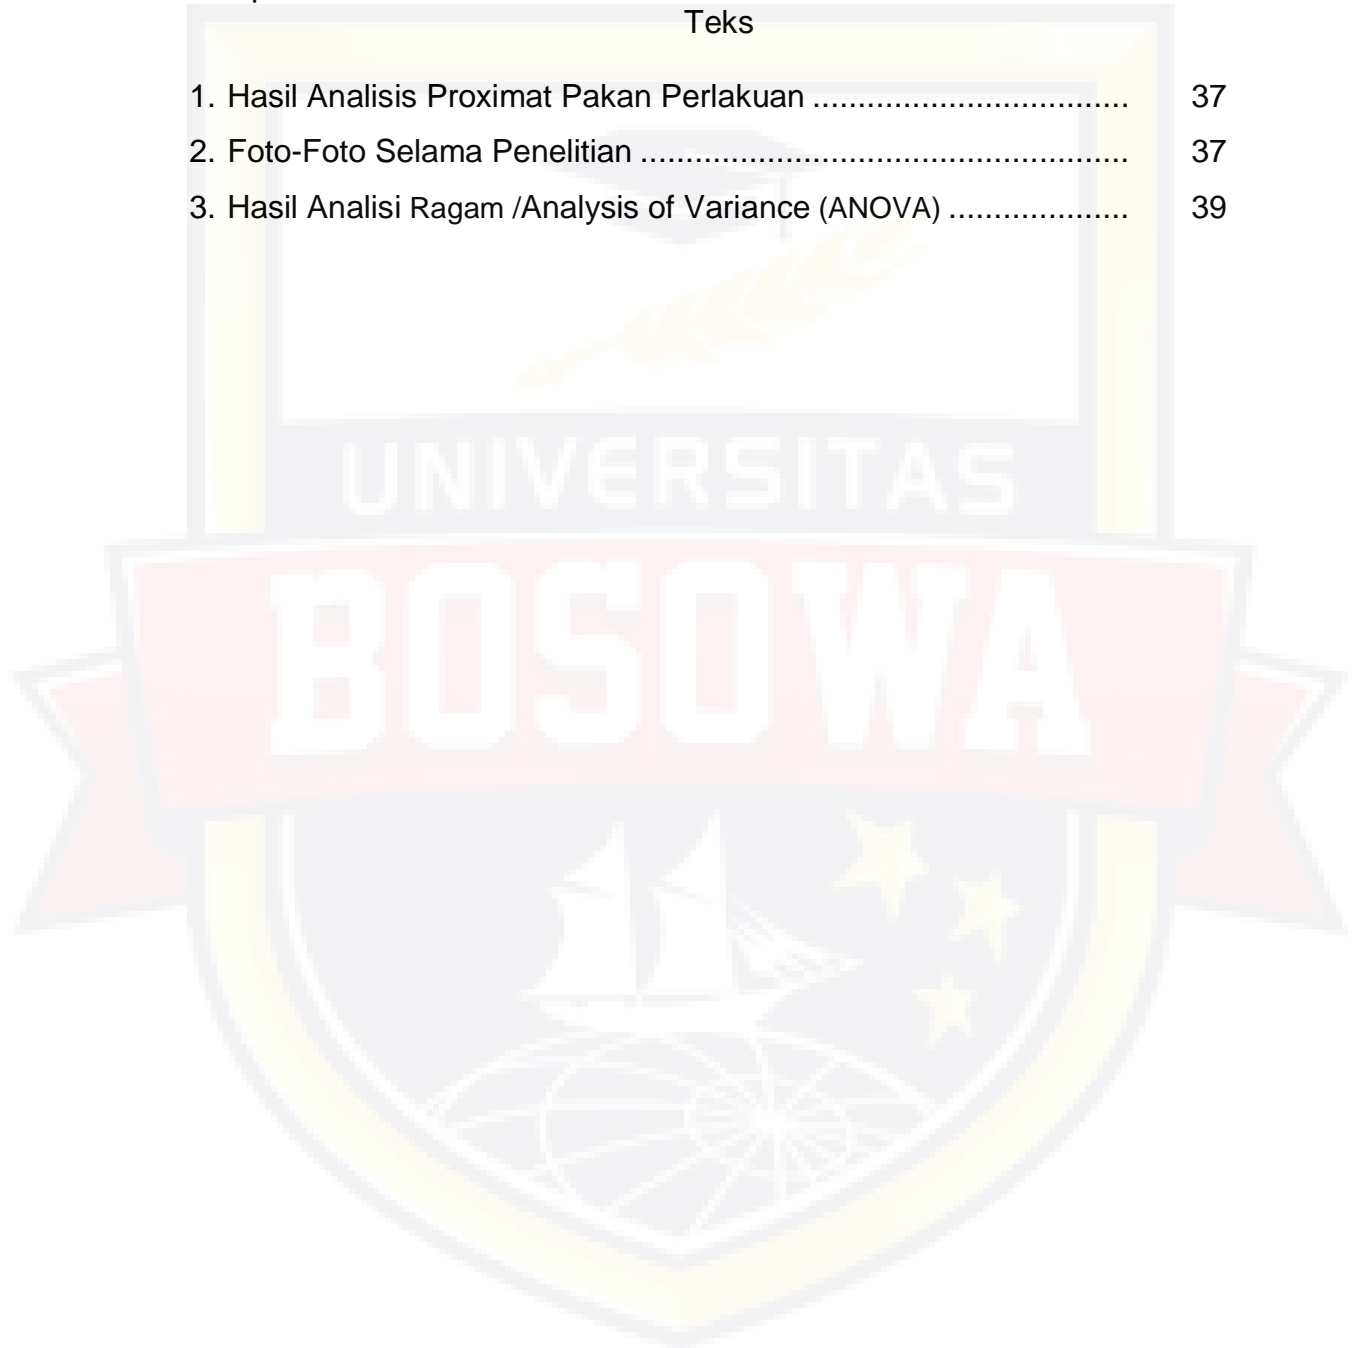 Teks
1. Hasil Analisis Proximat Pakan Perlakuan .................................. 37
2. Foto-Foto Selama Penelitian ..................................................... 37
3. Hasil Analisi Ragam /Analysis of Variance (ANOVA) .................... 39
UNIVERSITAS
BOSOWA